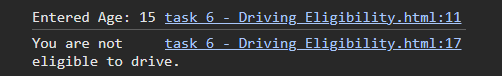 Entered Age: 15 task 6 - Driving Eligibility.html:11
You are not task 6 - Driving Eligibility.html:17
eligible to drive.